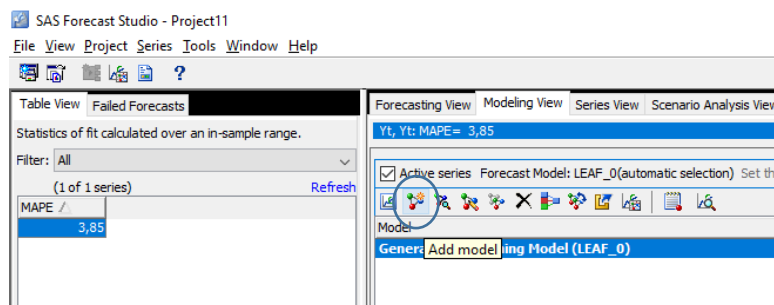 SAS Forecast Studio - Project11
File View Project Series Tools Window Help
?
Table View Failed Forecasts
Statistics of fit calculated over an in-sample range.
Filter: All
(1 of 1 series) Refresh
MAPE
3,85
Forecasting View Modeling View Series View Scenario Analysis View
Yt, Yt: MAPE= 3,85
Active series Forecast Model: LEAF_0(automatic selection) Set th
Model
Add model
ing Model (LEAF_0)